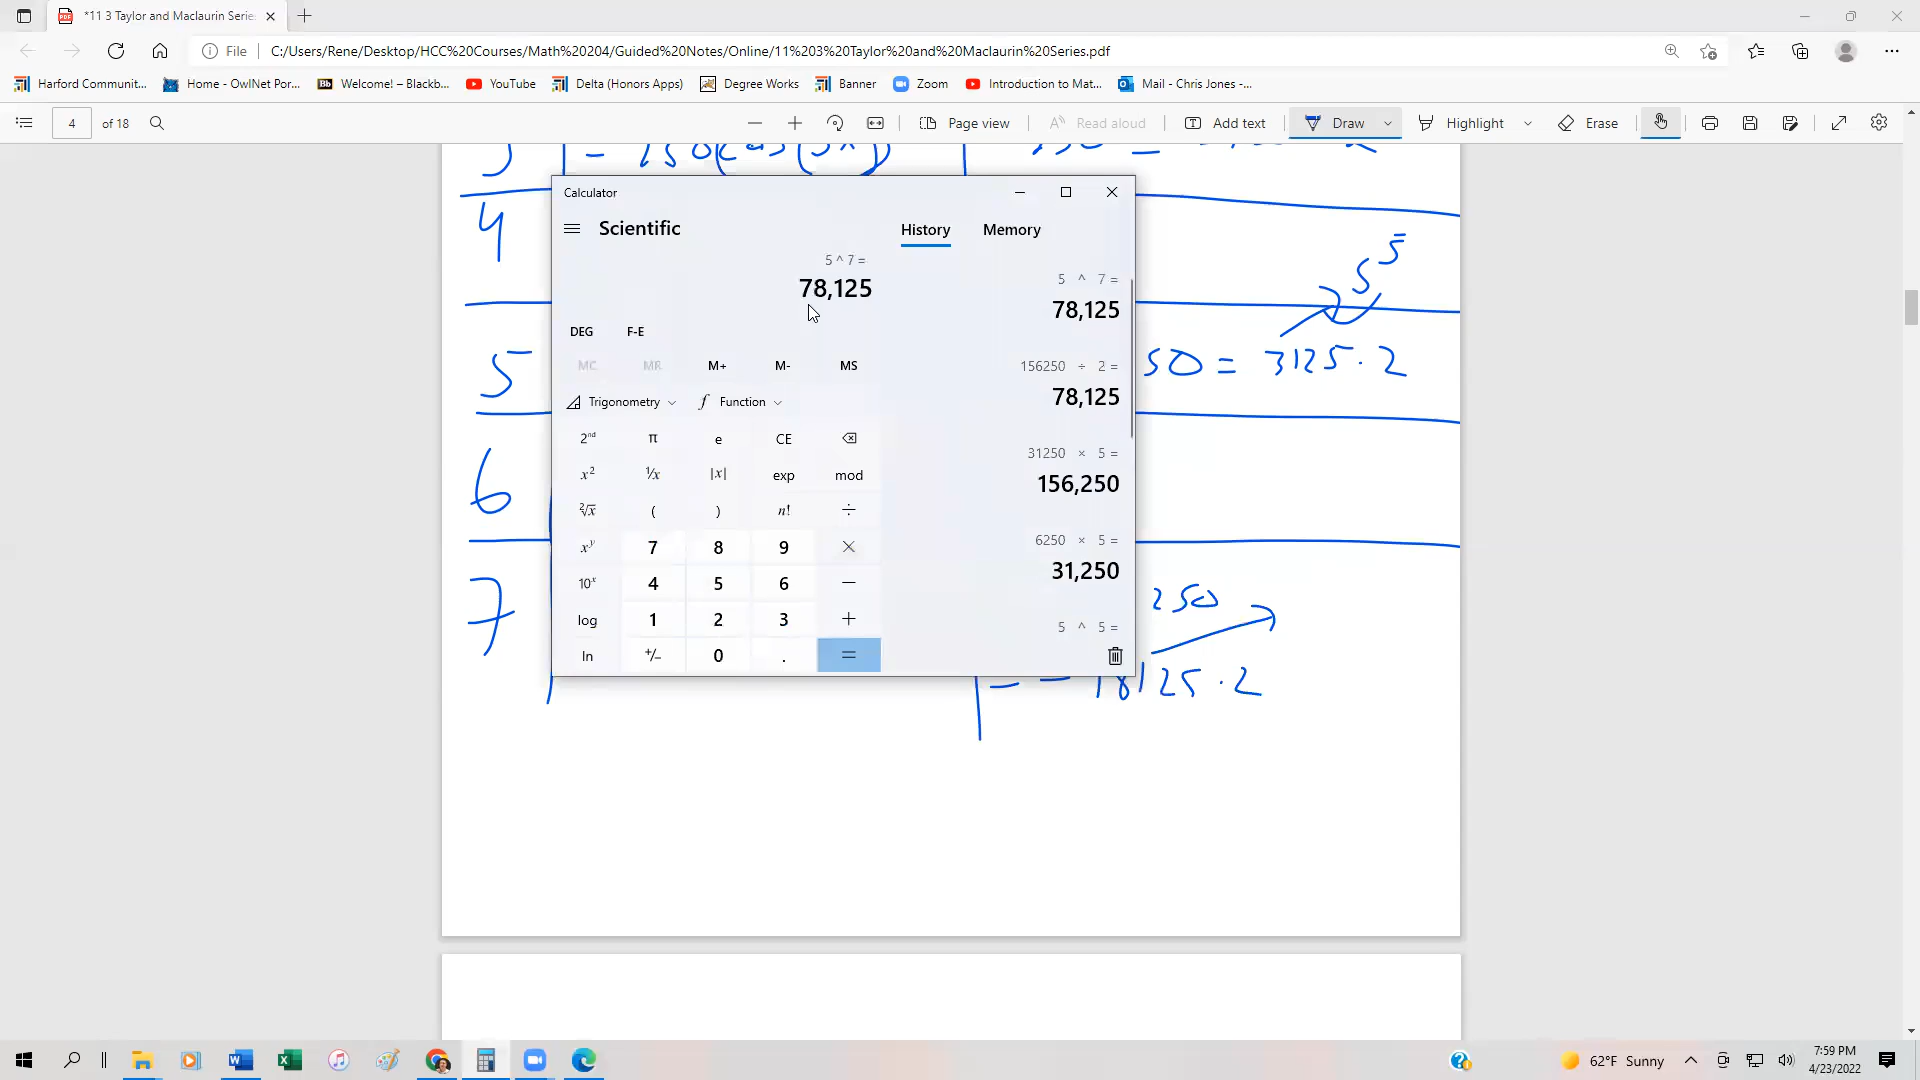 *11 3 Taylor and Maclaurin Serie
File C:/Users/Rene/Desktop/HCC%20Courses/Math%20204/Guided%20Notes/Online/11%203%20Taylor%20and%20Maclaurin%20Series.pdf
Harford Communit... Home - OwlNet Por... Bb Welcome! – Blackb... YouTube Delta (Honors Apps) Degree Works Banner Zoom Introduction to Mat... Mail - Chris Jones -...
4 of 18 Page view Read aloud Add text Draw Highlight Erase
Calculator
Scientific History Memory
5 ^ 7 =
78,125
DEG F-E
MC MR M+ M- MS
Trigonometry f Function
2nd π e CE
x² ¹/x |x| exp mod
²√x ( ) n! ÷
xʸ 7 8 9 ×
10ˣ 4 5 6 −
log 1 2 3 +
ln +/− 0 . =
5 ^ 7 =
78,125
156250 ÷ 2 =
78,125
31250 × 5 =
156,250
6250 × 5 =
31,250
5 ^ 5 =
4
5⁵
5 50 = 3125 · 2
6
7 250
78125 · 2
62°F Sunny 7:59 PM
4/23/2022